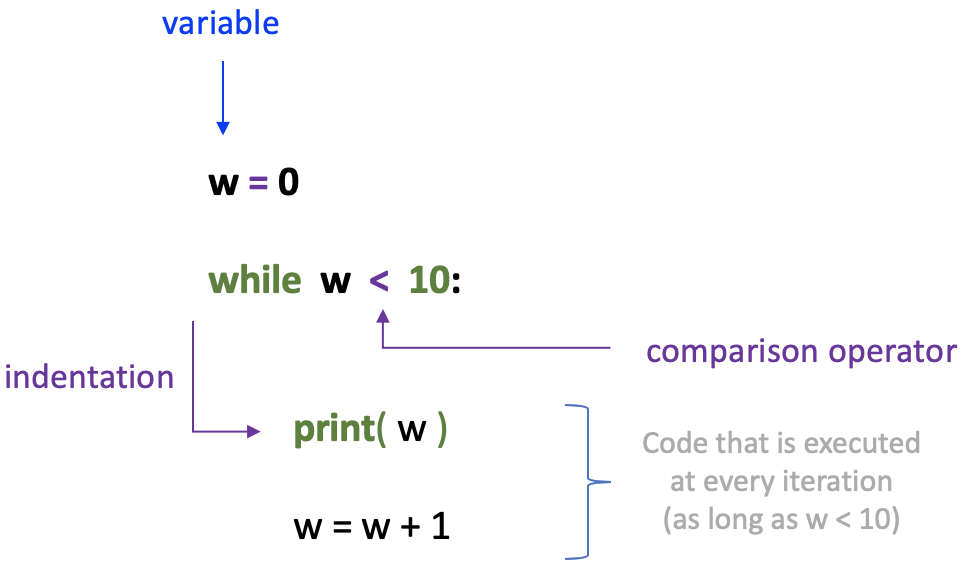 variable
w = 0
while w < 10:
comparison operator
indentation
print( w )
Code that is executed
at every iteration
(as long as w < 10)
w = w + 1